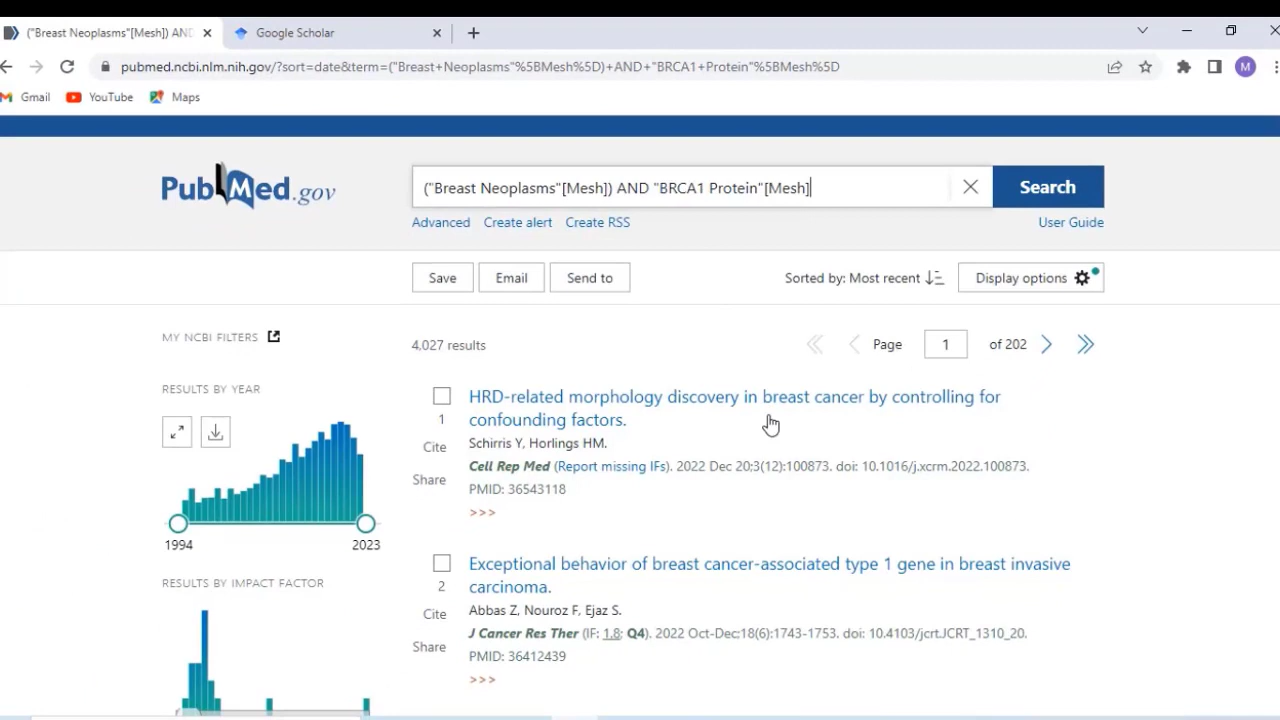 ("Breast Neoplasms"[Mesh]) AND
Google Scholar
pubmed.ncbi.nlm.nih.gov/?sort=date&term=("Breast+Neoplasms"%5BMesh%5D)+AND+"BRCA1+Protein"%5BMesh%5D
M
Gmail
YouTube
Maps
PubMed.gov
("Breast Neoplasms"[Mesh]) AND "BRCA1 Protein"[Mesh]
Search
Advanced
Create alert
Create RSS
User Guide
Save
Email
Send to
Sorted by: Most recent
Display options
MY NCBI FILTERS
4,027 results
Page
1
of 202
RESULTS BY YEAR
1994
2023
RESULTS BY IMPACT FACTOR
1
Cite
Share
HRD-related morphology discovery in breast cancer by controlling for
confounding factors.
Schirris Y, Horlings HM.
Cell Rep Med (Report missing IFs). 2022 Dec 20;3(12):100873. doi: 10.1016/j.xcrm.2022.100873.
PMID: 36543118
>>>
2
Cite
Share
Exceptional behavior of breast cancer-associated type 1 gene in breast invasive
carcinoma.
Abbas Z, Nouroz F, Ejaz S.
J Cancer Res Ther (IF: 1.8; Q4). 2022 Oct-Dec;18(6):1743-1753. doi: 10.4103/jcrt.JCRT_1310_20.
PMID: 36412439
>>>